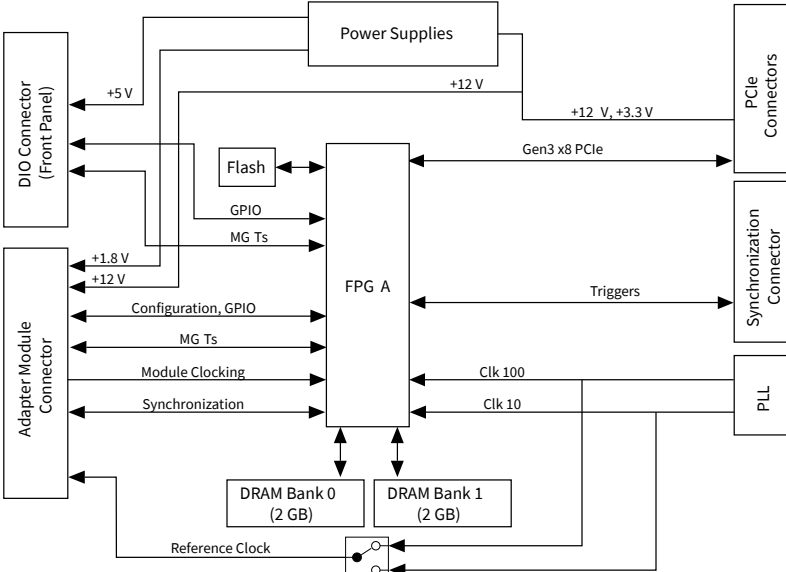 Power Supplies
DIO Connector
(Front Panel)
PCIe
Connectors
+5 V
+12 V
+12 V, +3.3 V
Gen3 x8 PCIe
Flash
GPIO
MG Ts
+1.8 V
+12 V
FPG A
Synchronization
Connector
Triggers
Adapter Module
Connector
Configuration, GPIO
MG Ts
Module Clocking
Synchronization
Clk 100
Clk 10
PLL
DRAM Bank 0
(2 GB)
DRAM Bank 1
(2 GB)
Reference Clock